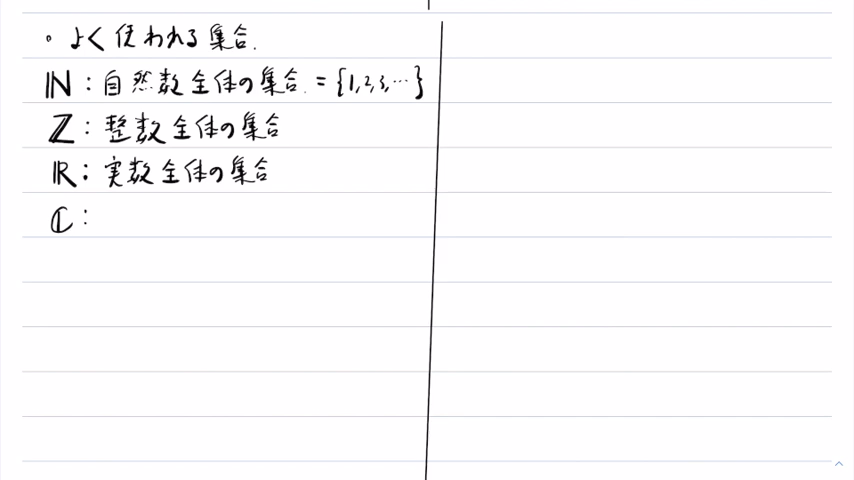 。よく使われる集合.
ℕ：自然数全体の集合. = {1,2,3,…}
ℤ：整数全体の集合
ℝ：実数全体の集合
ℂ：